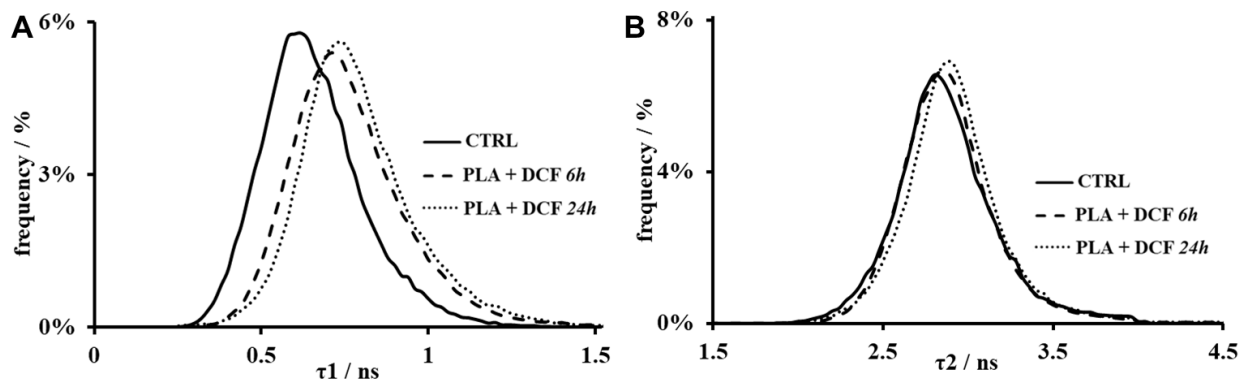 A
6%
3%
0%
frequency / %
CTRL
PLA + DCF 6h
PLA + DCF 24h
0
0.5
1
1.5
τ1 / ns
B
8%
4%
0%
frequency / %
CTRL
PLA + DCF 6h
PLA + DCF 24h
1.5
2.5
3.5
4.5
τ2 / ns